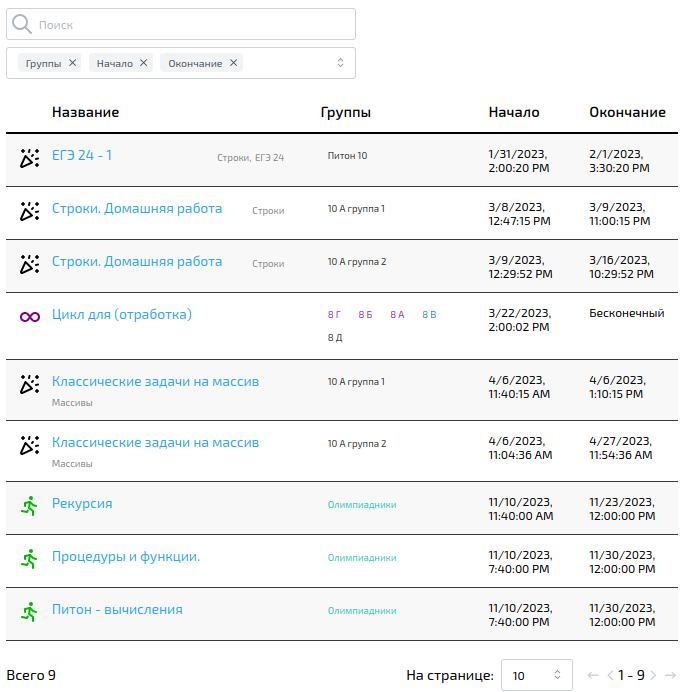 Поиск
Группы × Начало × Окончание ×
Название Группы Начало Окончание
ЕГЭ 24 - 1 Строки, ЕГЭ 24 Питон 10 1/31/2023, 2/1/2023,
2:00:20 PM 3:30:20 PM
Строки. Домашняя работа Строки 10 А группа 1 3/8/2023, 3/9/2023,
12:47:15 PM 11:00:15 PM
Строки. Домашняя работа Строки 10 А группа 2 3/9/2023, 3/16/2023,
12:29:52 PM 10:29:52 PM
Цикл для (отработка) 8 Г 8 Б 8 А 8 В 3/22/2023, Бесконечный
2:00:02 PM
8 Д
Классические задачи на массив 10 А группа 1 4/6/2023, 4/6/2023,
Массивы 11:40:15 AM 1:10:15 PM
Классические задачи на массив 10 А группа 2 4/6/2023, 4/27/2023,
Массивы 11:04:36 AM 11:54:36 AM
Рекурсия Олимпиадники 11/10/2023, 11/23/2023,
11:40:00 AM 12:00:00 PM
Процедуры и функции. Олимпиадники 11/10/2023, 11/30/2023,
7:40:00 PM 12:00:00 PM
Питон - вычисления Олимпиадники 11/10/2023, 11/30/2023,
7:40:00 PM 12:00:00 PM
Всего 9 На странице: 10 1 - 9